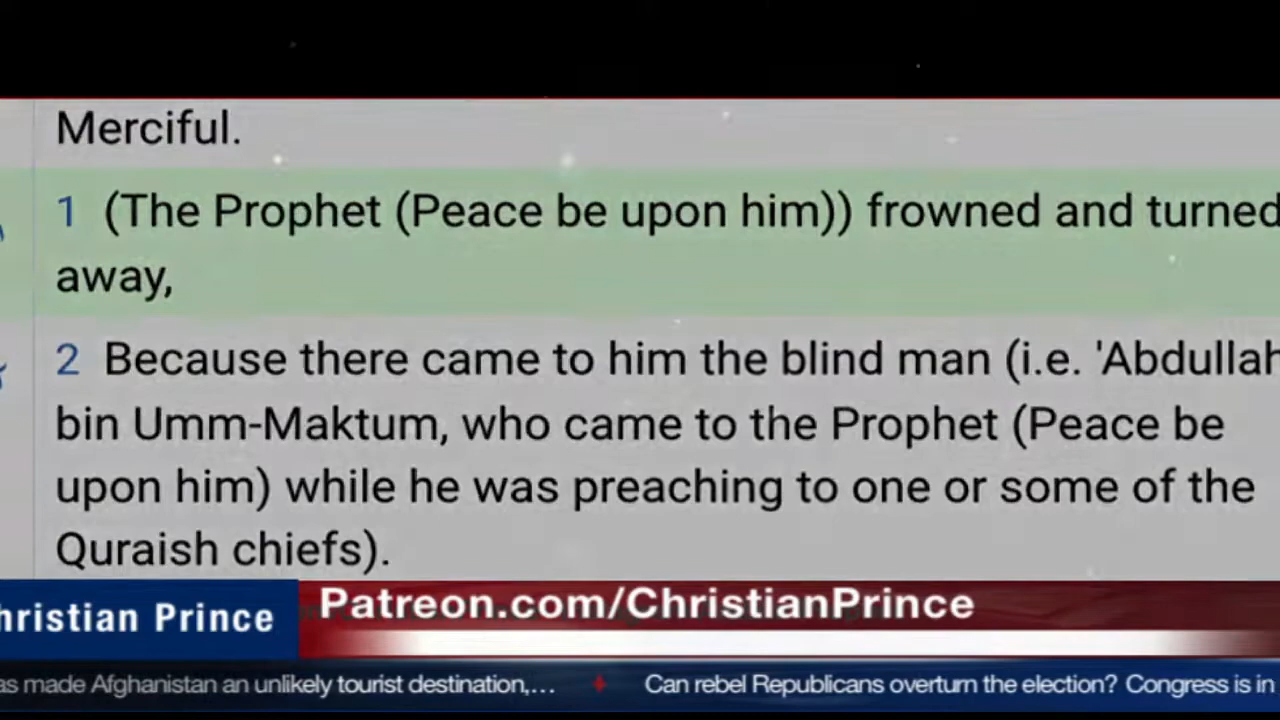 Merciful.
1 (The Prophet (Peace be upon him)) frowned and turned
away,
2 Because there came to him the blind man (i.e. 'Abdullah
bin Umm-Maktum, who came to the Prophet (Peace be
upon him) while he was preaching to one or some of the
Quraish chiefs).
hristian Prince
Patreon.com/ChristianPrince
as made Afghanistan an unlikely tourist destination,... Can rebel Republicans overturn the election? Congress is in